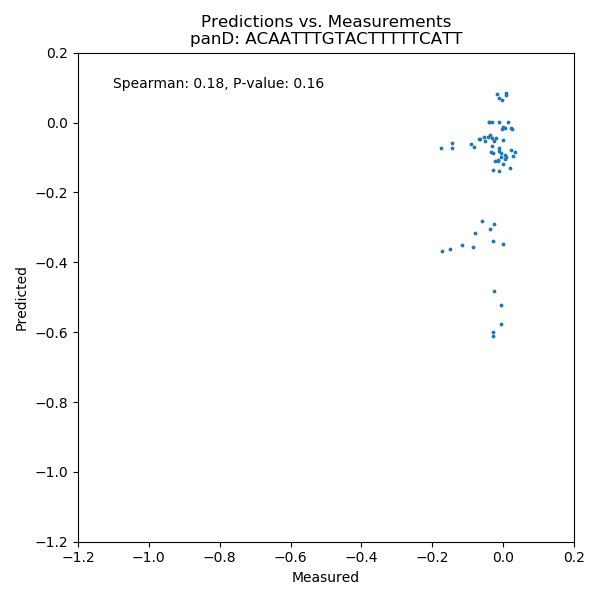 Predictions vs. Measurements
panD: ACAATTTGTACTTTTTCATT
Spearman: 0.18, P-value: 0.16
0.2
0.0
−0.2
−0.4
−0.6
−0.8
−1.0
−1.2
Predicted
−1.2 −1.0 −0.8 −0.6 −0.4 −0.2 0.0 0.2
Measured